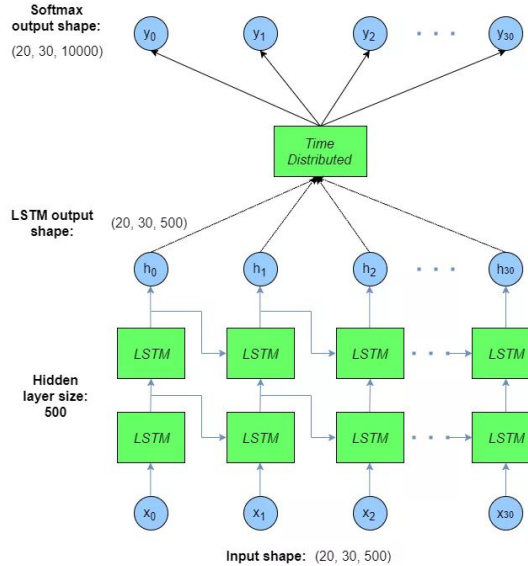 Softmax
output shape:
(20, 30, 10000)
y0 y1 y2 y30
Time
Distributed
LSTM output
shape:
(20, 30, 500)
h0 h1 h2 h30
LSTM LSTM LSTM LSTM
Hidden
layer size:
500
LSTM LSTM LSTM LSTM
x0 x1 x2 x30
Input shape: (20, 30, 500)